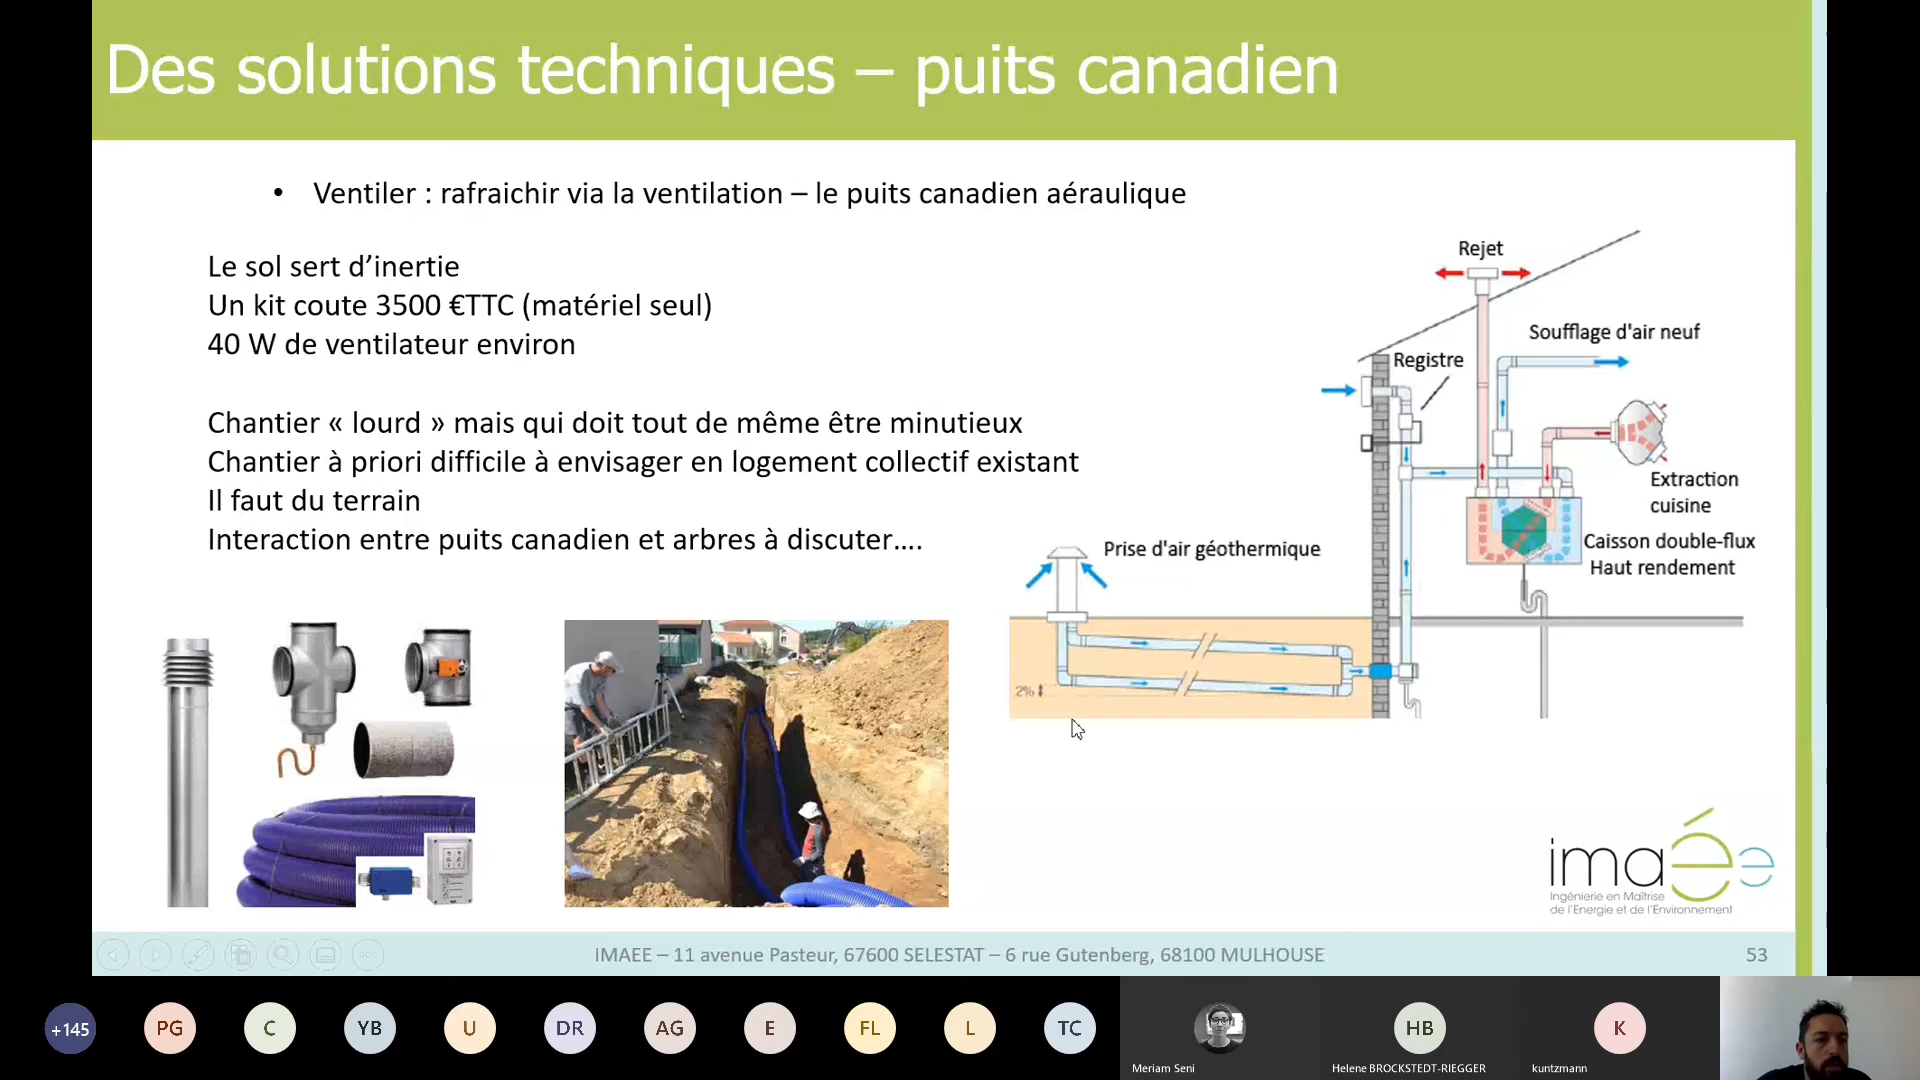 Des solutions techniques – puits canadien
• Ventiler : rafraichir via la ventilation – le puits canadien aéraulique
Le sol sert d’inertie
Un kit coute 3500 €TTC (matériel seul)
40 W de ventilateur environ
Chantier « lourd » mais qui doit tout de même être minutieux
Chantier à priori difficile à envisager en logement collectif existant
Il faut du terrain
Interaction entre puits canadien et arbres à discuter….
Rejet
Soufflage d'air neuf
Registre
Extraction
cuisine
Caisson double-flux
Haut rendement
Prise d'air géothermique
2%
imaée
Ingénierie en Maîtrise
de l'Energie et de l'Environnement
iMAEE – 11 avenue Pasteur, 67600 SELESTAT – 6 rue Gutenberg, 68100 MULHOUSE
53
+145
PG
C
YB
U
DR
AG
E
FL
L
TC
HB
K
Meriam Seni
Helene BROCKSTEDT-RIEGGER
kuntzmann